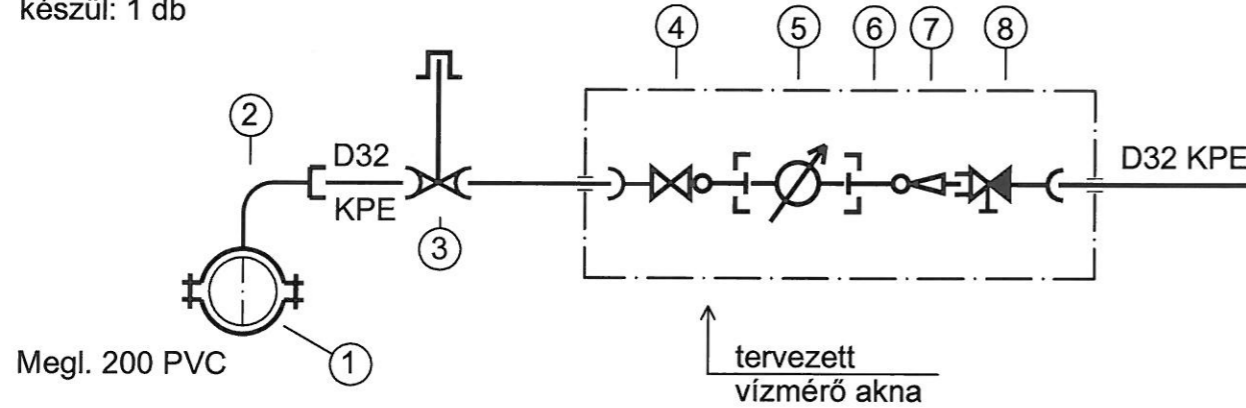 készül: 1 db
4
5
6
7
8
2
D32
KPE
3
D32 KPE
Megl. 200 PVC
1
tervezett
vízmérő akna